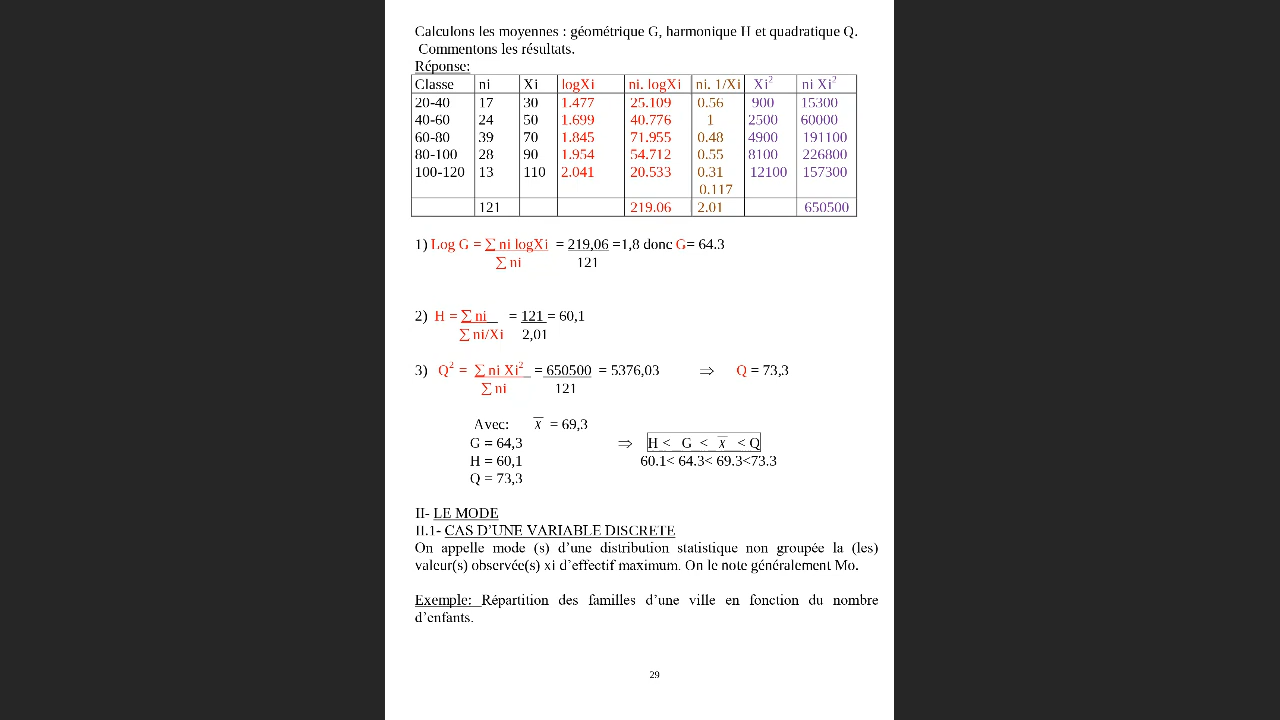 Calculons les moyennes : géométrique G, harmonique H et quadratique Q.
Commentons les résultats.
Réponse:
Classe ni Xi logXi ni. logXi ni. 1/Xi Xi² ni Xi²
20-40 17 30 1.477 25.109 0.56 900 15300
40-60 24 50 1.699 40.776 1 2500 60000
60-80 39 70 1.845 71.955 0.48 4900 191100
80-100 28 90 1.954 54.712 0.55 8100 226800
100-120 13 110 2.041 20.533 0.31 12100 157300
0.117
121 219.06 2.01 650500
1) Log G = ∑ ni logXi = 219,06 =1,8 donc G= 64.3
∑ ni 121
2) H = ∑ ni = 121 = 60,1
∑ ni/Xi 2,01
3) Q² = ∑ ni Xi² = 650500 = 5376,03 ⇒ Q = 73,3
∑ ni 121
Avec: X̅ = 69,3
G = 64,3 ⇒ H < G < X̅ < Q
H = 60,1 60.1< 64.3< 69.3<73.3
Q = 73,3
II- LE MODE
II.1- CAS D’UNE VARIABLE DISCRETE
On appelle mode (s) d’une distribution statistique non groupée la (les)
valeur(s) observée(s) xi d’effectif maximum. On le note généralement Mo.
Exemple: Répartition des familles d’une ville en fonction du nombre
d’enfants.
29